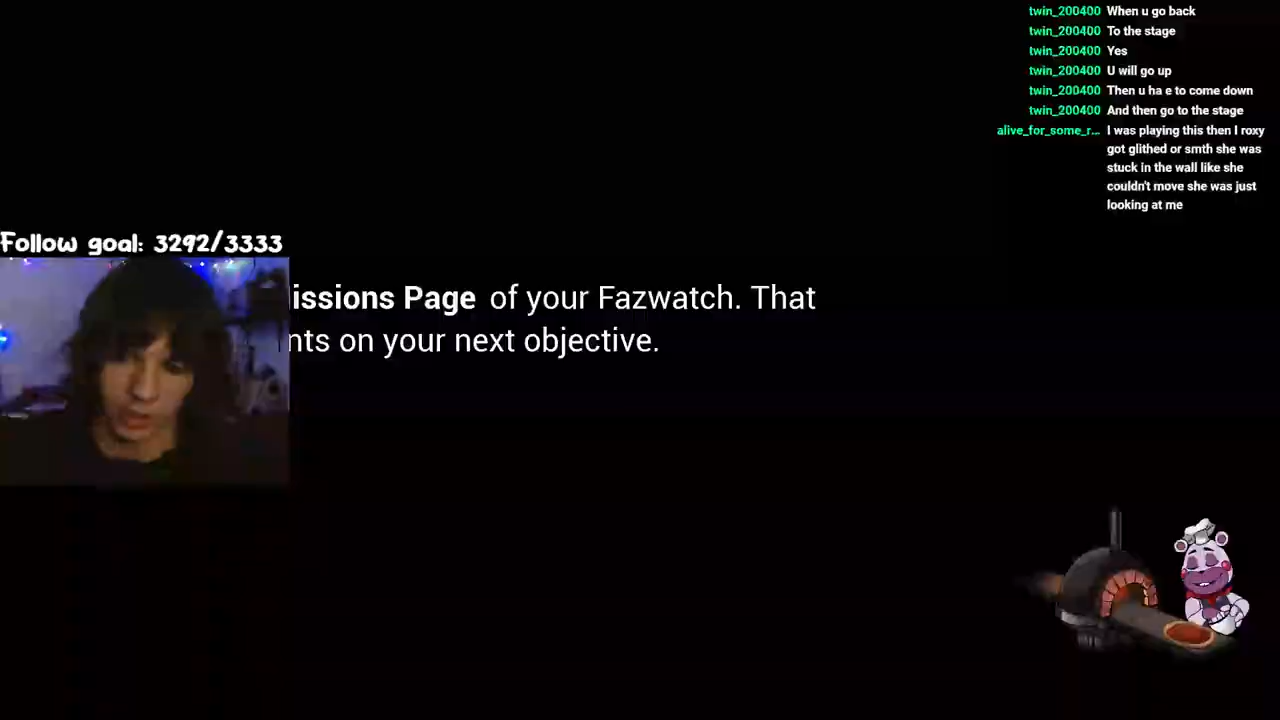 twin_200400 When u go back
twin_200400 To the stage
twin_200400 Yes
twin_200400 U will go up
twin_200400 Then u ha e to come down
twin_200400 And then go to the stage
alive_for_some_r... I was playing this then I roxy
got glithed or smth she was
stuck in the wall like she
couldn't move she was just
looking at me
Follow goal: 3292/3333
issions Page of your Fazwatch. That
nts on your next objective.